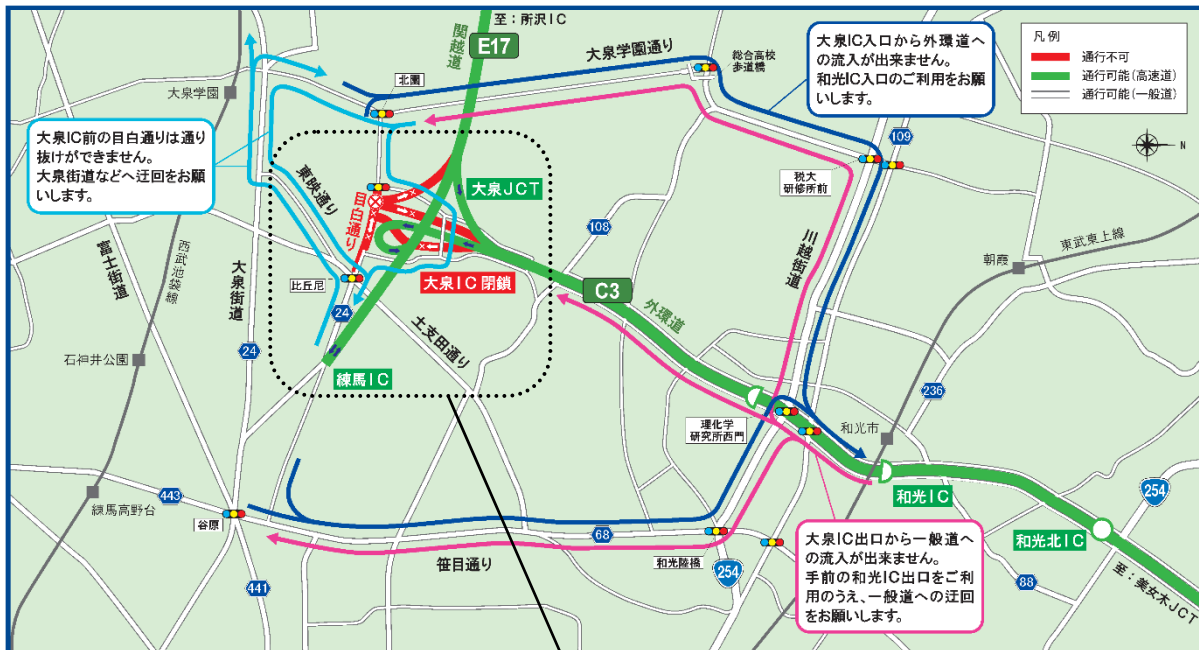 至：所沢IC
関越道
E17
大泉学園通り
総合高校
歩道橋
大泉IC入口から外環道へ
の流入が出来ません。
和光IC入口のご利用をお願
いします。
凡例
通行不可
通行可能(高速道)
通行可能(一般道)
N
大泉学園
北園
109
大泉IC前の目白通りは通り
抜けができません。
大泉街道などへ迂回をお願
いします。
東映通り
目白通り
大泉JCT
税大
研修所前
108
川越街道
東武東上線
朝霞
富士街道
西武池袋線
大泉街道
比丘尼
大泉IC閉鎖
C3
外環道
24
土支田通り
石神井公園
24
練馬IC
236
理化学
研究所西門
和光市
和光IC
254
443
練馬高野台
谷原
68
笹目通り
和光陸橋
254
大泉IC出口から一般道へ
の流入が出来ません。
手前の和光IC出口をご利
用のうえ、一般道への迂回
をお願いします。
和光北IC
88
至：美女木JCT
441